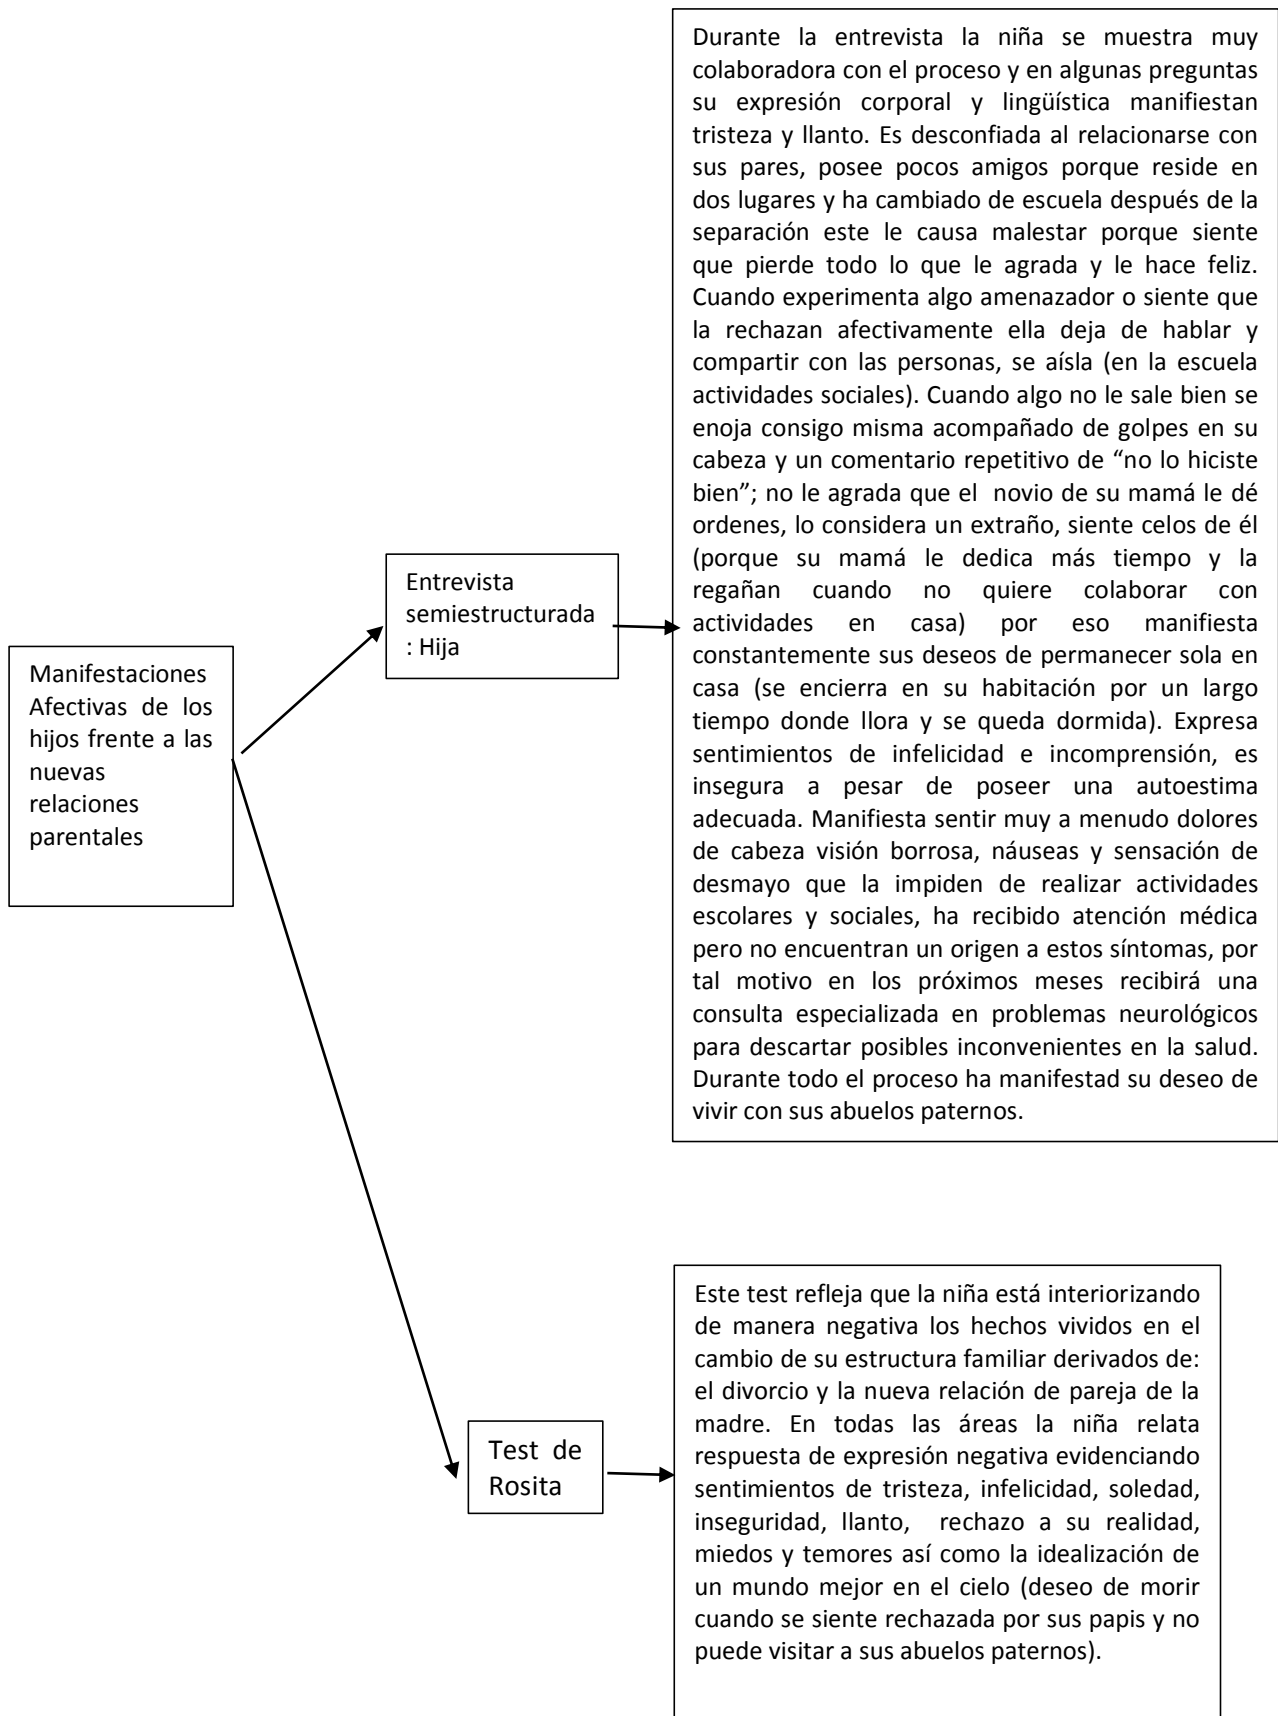 Manifestaciones
Afectivas de los
hijos frente a las
nuevas
relaciones
parentales
Entrevista
semiestructurada
: Hija
Durante la entrevista la niña se muestra muy
colaboradora con el proceso y en algunas preguntas
su expresión corporal y lingüística manifiestan
tristeza y llanto. Es desconfiada al relacionarse con
sus pares, posee pocos amigos porque reside en
dos lugares y ha cambiado de escuela después de la
separación este le causa malestar porque siente
que pierde todo lo que le agrada y le hace feliz.
Cuando experimenta algo amenazador o siente que
la rechazan afectivamente ella deja de hablar y
compartir con las personas, se aísla (en la escuela
actividades sociales). Cuando algo no le sale bien se
enoja consigo misma acompañado de golpes en su
cabeza y un comentario repetitivo de “no lo hiciste
bien”; no le agrada que el novio de su mamá le dé
ordenes, lo considera un extraño, siente celos de él
(porque su mamá le dedica más tiempo y la
regañan cuando no quiere colaborar con
actividades en casa) por eso manifiesta
constantemente sus deseos de permanecer sola en
casa (se encierra en su habitación por un largo
tiempo donde llora y se queda dormida). Expresa
sentimientos de infelicidad e incomprensión, es
insegura a pesar de poseer una autoestima
adecuada. Manifiesta sentir muy a menudo dolores
de cabeza visión borrosa, náuseas y sensación de
desmayo que la impiden de realizar actividades
escolares y sociales, ha recibido atención médica
pero no encuentran un origen a estos síntomas, por
tal motivo en los próximos meses recibirá una
consulta especializada en problemas neurológicos
para descartar posibles inconvenientes en la salud.
Durante todo el proceso ha manifestad su deseo de
vivir con sus abuelos paternos.
Test de
Rosita
Este test refleja que la niña está interiorizando
de manera negativa los hechos vividos en el
cambio de su estructura familiar derivados de:
el divorcio y la nueva relación de pareja de la
madre. En todas las áreas la niña relata
respuesta de expresión negativa evidenciando
sentimientos de tristeza, infelicidad, soledad,
inseguridad, llanto, rechazo a su realidad,
miedos y temores así como la idealización de
un mundo mejor en el cielo (deseo de morir
cuando se siente rechazada por sus papis y no
puede visitar a sus abuelos paternos).